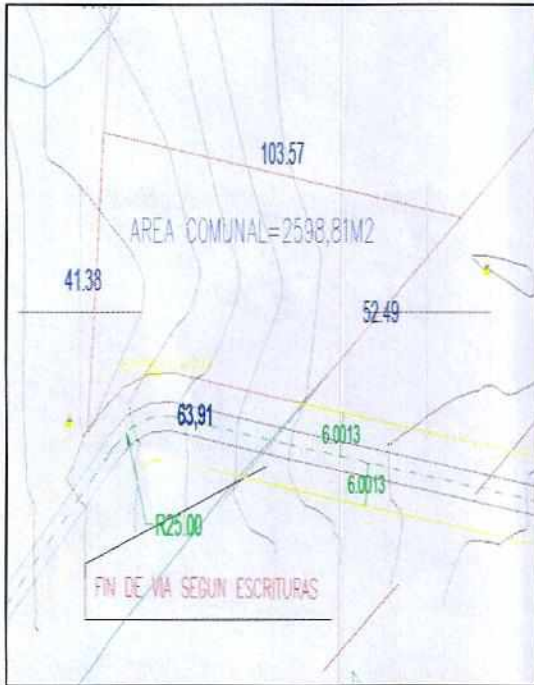 103.57
AREA COMUNAL=2598,81M2
41.38
52.49
63,91
6.0013
6.0013
R25.00
FIN DE VIA SEGUN ESCRITURAS